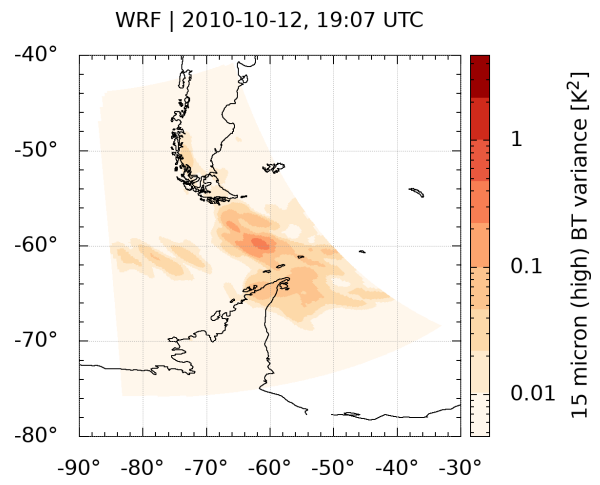 WRF | 2010-10-12, 19:07 UTC
-40°
-50°
-60°
-70°
-80°
-90° -80° -70° -60° -50° -40° -30°
1
0.1
0.01
15 micron (high) BT variance [K²]